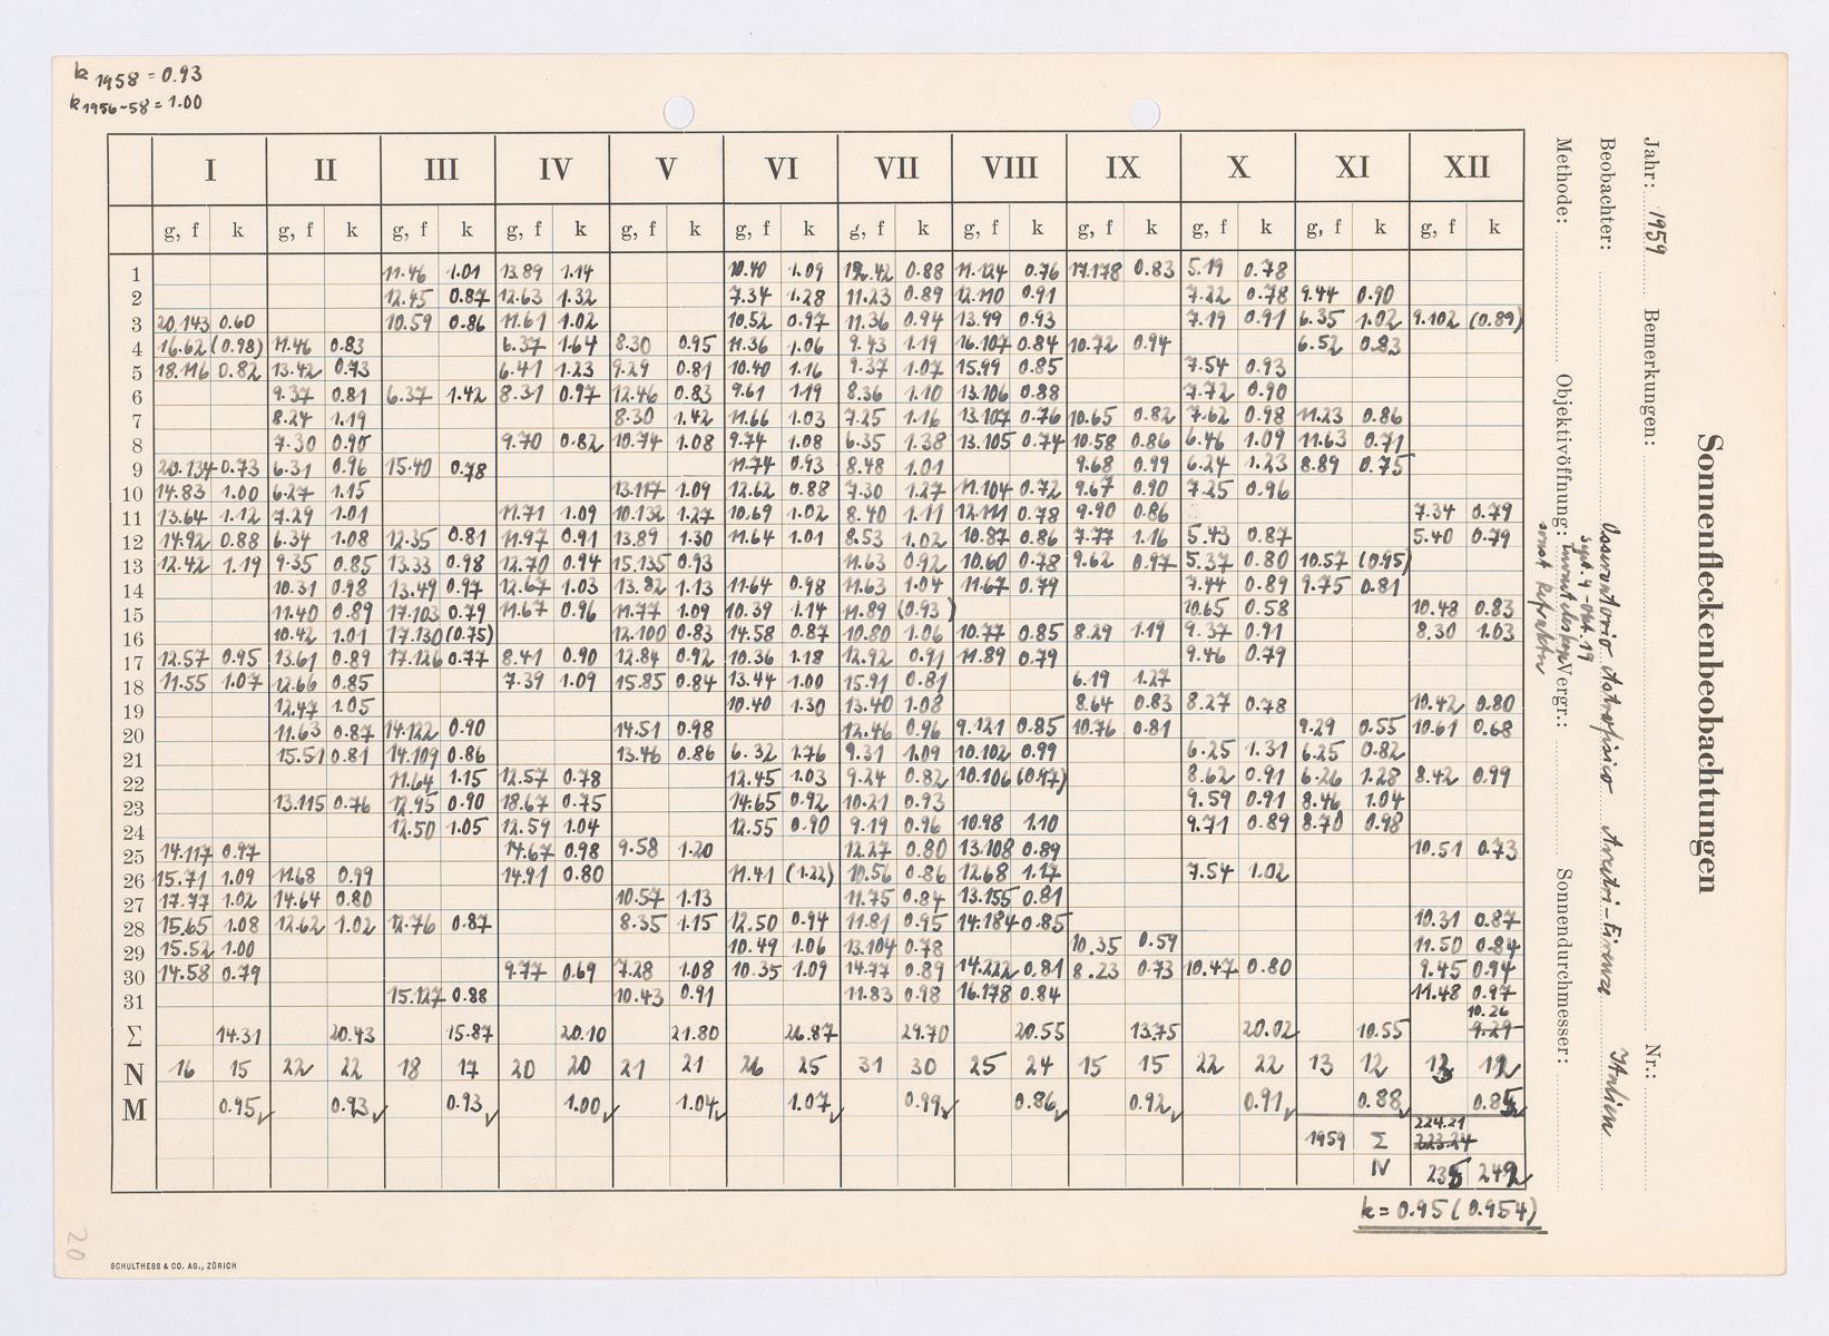 k 1958 = 0.93
k 1956-58 = 1.00
Sonnenfleckenbeobachtungen
Jahr: 1959 Bemerkungen: Nr.:
Beobachter: Osservatorio Astrofisico Arcetri-Firenze Italien
Sept. 4 - Okt. 19
Methode: Objektivöffnung: Vergr.: Sonnendurchmesser:
sonst Refraktor
I II III IV V VI VII VIII IX X XI XII
g, f k g, f k g, f k g, f k g, f k g, f k g, f k g, f k g, f k g, f k g, f k g, f k
1 11.46 1.01 13.89 1.14 10.40 1.09 12.42 0.88 11.124 0.76 17.178 0.83 5.19 0.78
2 12.45 0.87 12.63 1.32 7.34 1.28 11.23 0.89 12.110 0.91 7.22 0.78 9.44 0.90
3 20.143 0.60 10.59 0.86 11.61 1.02 10.52 0.97 11.36 0.94 13.99 0.93 7.19 0.91 6.35 1.02 9.102 (0.89)
4 16.62 (0.98) 11.46 0.83 6.37 1.64 8.30 0.95 11.36 1.06 9.43 1.19 16.107 0.84 10.72 0.94 6.52 0.83
5 18.116 0.82 13.42 0.73 6.41 1.23 9.29 0.81 10.40 1.16 9.37 1.07 15.99 0.85 7.54 0.93
6 9.37 0.81 6.37 1.42 8.31 0.97 12.46 0.83 9.61 1.19 8.36 1.10 13.106 0.88 7.72 0.90
7 8.24 1.19 8.30 1.42 11.66 1.03 7.25 1.16 13.107 0.76 10.65 0.82 7.62 0.98 11.23 0.86
8 7.30 0.90 9.70 0.82 10.74 1.08 9.74 1.08 6.35 1.38 13.105 0.74 10.58 0.86 6.46 1.09 11.63 0.71
9 20.134 0.73 6.31 0.96 15.40 0.78 11.74 0.93 8.48 1.01 9.68 0.99 6.24 1.23 8.89 0.75
10 14.83 1.00 6.27 1.15 13.117 1.09 12.62 0.88 7.30 1.27 11.104 0.72 9.67 0.90 7.25 0.96
11 13.64 1.12 7.29 1.01 11.71 1.09 10.132 1.27 10.69 1.02 8.40 1.11 12.111 0.78 9.90 0.86 7.34 0.79
12 14.92 0.88 6.34 1.08 12.35 0.81 11.97 0.91 13.89 1.30 11.64 1.01 8.53 1.02 10.87 0.86 7.77 1.16 5.43 0.87 5.40 0.79
13 12.42 1.19 9.35 0.85 13.33 0.98 12.70 0.94 15.135 0.93 11.63 0.92 10.60 0.78 9.62 0.97 5.37 0.80 10.57 (0.95)
14 10.31 0.98 13.49 0.97 12.67 1.03 13.82 1.13 11.64 0.98 11.63 1.04 11.67 0.79 7.44 0.89 9.75 0.81
15 11.40 0.89 17.103 0.79 11.67 0.96 11.77 1.09 10.39 1.14 11.89 (0.93) 10.65 0.58 10.48 0.83
16 10.42 1.01 17.130 (0.75) 12.100 0.83 14.58 0.87 10.80 1.06 10.77 0.85 8.29 1.19 9.37 0.91 8.30 1.03
17 12.57 0.95 13.61 0.89 17.126 0.77 8.41 0.90 12.84 0.92 10.36 1.18 12.92 0.91 11.89 0.79 9.46 0.79
18 11.55 1.07 12.66 0.85 7.39 1.09 15.85 0.84 13.44 1.00 15.91 0.81 6.19 1.27
19 12.47 1.05 10.40 1.30 13.40 1.08 8.64 0.83 8.27 0.78 10.42 0.80
20 11.63 0.87 14.122 0.90 14.51 0.98 12.46 0.96 9.121 0.85 10.76 0.81 9.29 0.55 10.61 0.68
21 15.51 0.81 14.109 0.86 13.46 0.86 6.32 1.76 9.31 1.09 10.102 0.99 6.25 1.31 6.25 0.82
22 11.64 1.15 12.57 0.78 12.45 1.03 9.24 0.82 10.106 (0.97) 8.62 0.91 6.26 1.28 8.42 0.99
23 13.115 0.76 12.95 0.90 18.67 0.75 14.65 0.92 10.21 0.93 9.59 0.91 8.46 1.04
24 12.50 1.05 12.59 1.04 12.55 0.90 9.19 0.96 10.98 1.10 9.71 0.89 8.70 0.98
25 14.117 0.97 14.67 0.98 9.58 1.20 12.27 0.80 13.108 0.89 10.51 0.73
26 15.71 1.09 11.68 0.99 14.91 0.80 11.41 (1.22) 10.56 0.86 12.68 1.17 7.54 1.02
27 17.77 1.02 14.64 0.80 10.57 1.13 11.75 0.84 13.155 0.81
28 15.65 1.08 12.62 1.02 12.76 0.87 8.35 1.15 12.50 0.94 11.81 0.95 14.184 0.85 10.31 0.87
29 15.52 1.00 10.49 1.06 13.104 0.78 10.35 0.59 11.50 0.84
30 14.58 0.79 9.77 0.69 7.28 1.08 10.35 1.09 14.77 0.89 14.222 0.81 8.23 0.73 10.47 0.80 9.45 0.94
31 15.127 0.88 10.43 0.91 11.83 0.98 16.178 0.84 11.48 0.97
10.26
Σ 14.31 20.43 15.87 20.10 21.80 26.87 29.70 20.55 13.75 20.02 10.55 9.29
N 16 15 22 22 18 17 20 20 21 21 26 25 31 30 25 24 15 15 22 22 13 12 13 12
M 0.95 0.93 0.93 1.00 1.04 1.07 0.99 0.86 0.92 0.91 0.88 0.85
224.21
1959 Σ 223.24
N 235 242
k = 0.95 (0.954)
20
SCHULTHESS & CO. AG., ZÜRICH